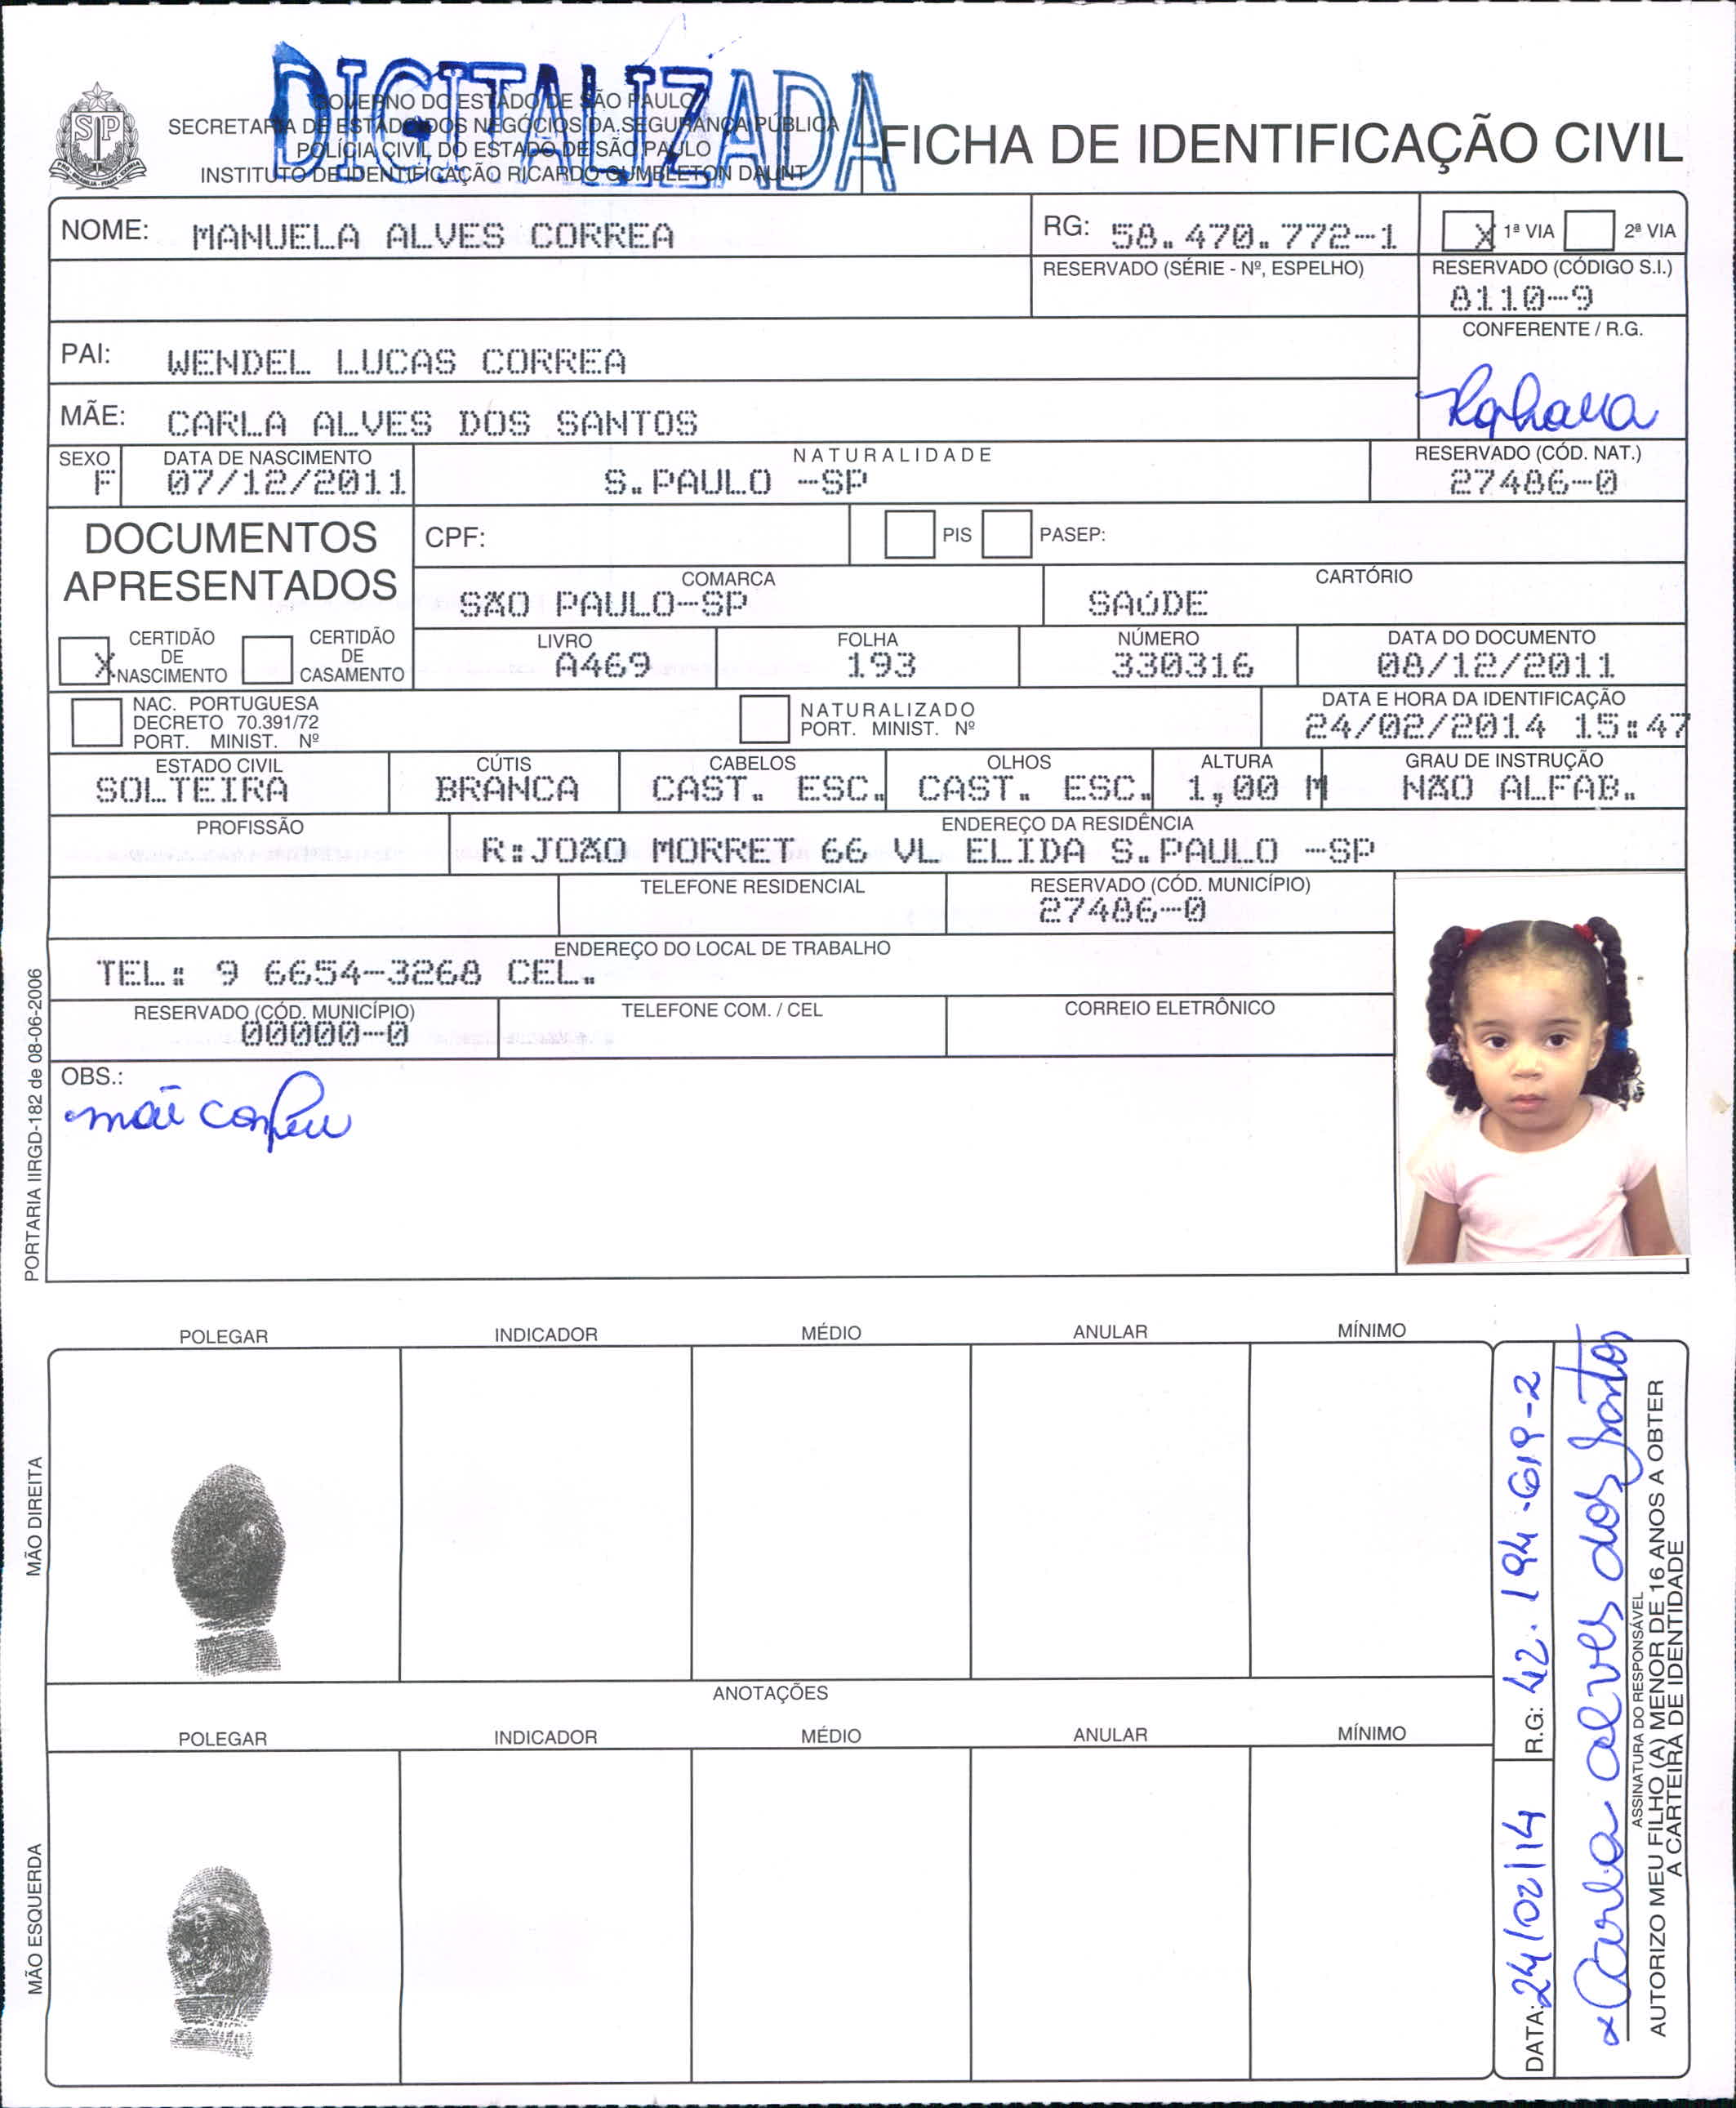 DIGITALIZADA
GOVERNO DO ESTADO DE SÃO PAULO
SECRETARIA DE ESTADO DOS NEGÓCIOS DA SEGURANÇA PÚBLICA
POLÍCIA CIVIL DO ESTADO DE SÃO PAULO
INSTITUTO DE IDENTIFICAÇÃO RICARDO GUMBLETON DAUNT
FICHA DE IDENTIFICAÇÃO CIVIL
NOME: MANUELA ALVES CORREA
RG: 58.470.772-1
X 1ª VIA 2ª VIA
RESERVADO (SÉRIE - Nº, ESPELHO)
RESERVADO (CÓDIGO S.I.)
8110-9
PAI: WENDEL LUCAS CORREA
CONFERENTE / R.G.
MÃE: CARLA ALVES DOS SANTOS
SEXO
F
DATA DE NASCIMENTO
07/12/2011
NATURALIDADE
S.PAULO -SP
RESERVADO (CÓD. NAT.)
27486-0
DOCUMENTOS
APRESENTADOS
CPF:
PIS PASEP:
COMARCA
SÃO PAULO-SP
CARTÓRIO
SAúDE
X CERTIDÃO
DE
NASCIMENTO
CERTIDÃO
DE
CASAMENTO
LIVRO
A469
FOLHA
193
NÚMERO
330316
DATA DO DOCUMENTO
08/12/2011
NAC. PORTUGUESA
DECRETO 70.391/72
PORT. MINIST. Nº
NATURALIZADO
PORT. MINIST. Nº
DATA E HORA DA IDENTIFICAÇÃO
24/02/2014 15:47
ESTADO CIVIL
SOLTEIRA
CÚTIS
BRANCA
CABELOS
CAST. ESC.
OLHOS
CAST. ESC.
ALTURA
1,00 M
GRAU DE INSTRUÇÃO
NÃO ALFAB.
PROFISSÃO
ENDEREÇO DA RESIDÊNCIA
R:JOÃO MORRET 66 VL ELIDA S.PAULO -SP
TELEFONE RESIDENCIAL
RESERVADO (CÓD. MUNICÍPIO)
27486-0
ENDEREÇO DO LOCAL DE TRABALHO
TEL: 9 6654-3268 CEL.
RESERVADO (CÓD. MUNICÍPIO)
00000-0
TELEFONE COM. / CEL
CORREIO ELETRÔNICO
OBS.:
mãe
PORTARIA IIRGD-182 de 08-06-2006
POLEGAR INDICADOR MÉDIO ANULAR MÍNIMO
MÃO DIREITA
ANOTAÇÕES
POLEGAR INDICADOR MÉDIO ANULAR MÍNIMO
MÃO ESQUERDA
DATA: 24/02/14 R.G: 42.194.619-2
Carla alves dos Santos
ASSINATURA DO RESPONSÁVEL
AUTORIZO MEU FILHO (A) MENOR DE 16 ANOS A OBTER
A CARTEIRA DE IDENTIDADE